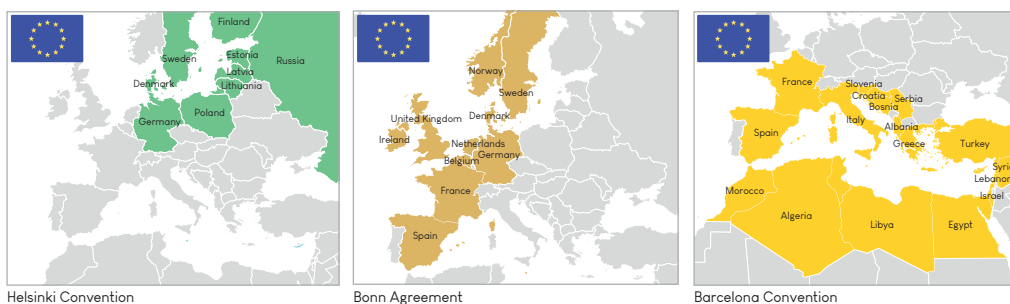 Finland
Sweden
Estonia
Russia
Latvia
Denmark
Lithuania
Poland
Germany
Helsinki Convention
Norway
Sweden
Denmark
United Kingdom
Ireland
Netherlands
Germany
Belgium
France
Spain
Bonn Agreement
France
Slovenia
Croatia
Serbia
Bosnia
Italy
Albania
Spain
Greece
Turkey
Syri
Lebanon
Israel
Morocco
Algeria
Libya
Egypt
Barcelona Convention